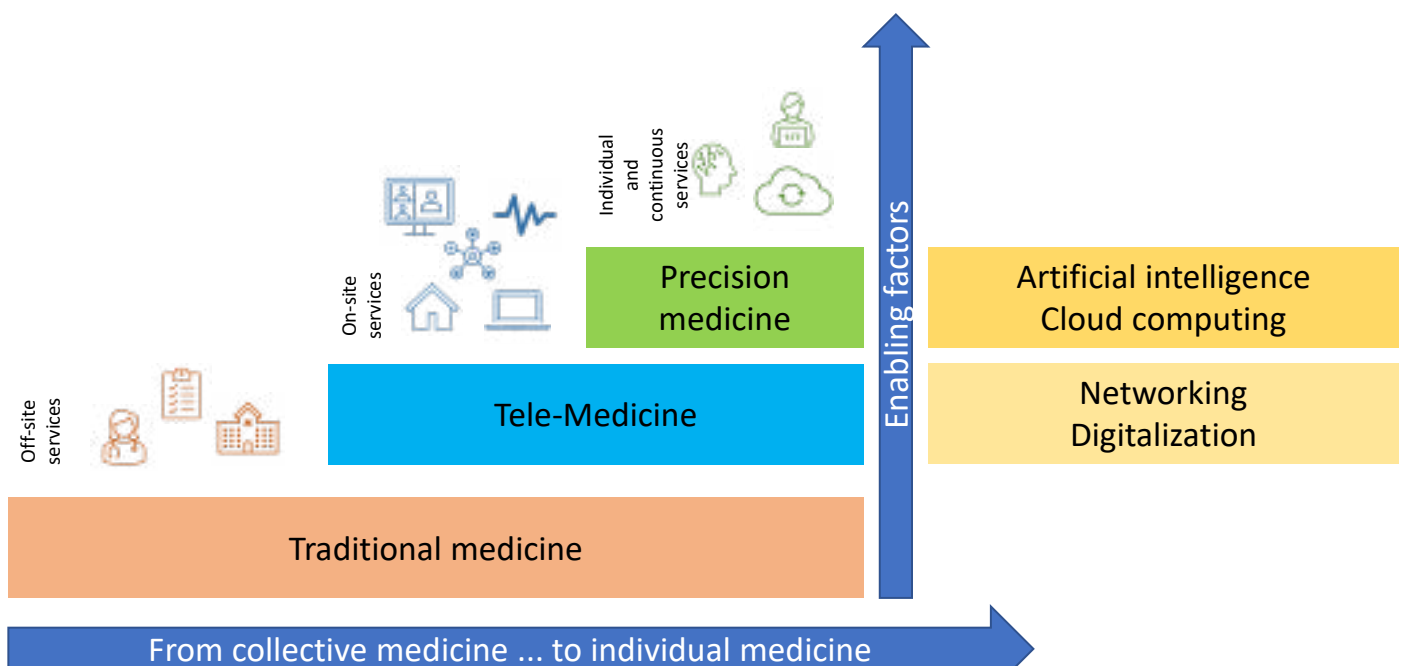 Individual
and
continuous
services
On-site
services
Off-site
services
Precision
medicine
Tele-Medicine
Traditional medicine
Enabling factors
Artificial intelligence
Cloud computing
Networking
Digitalization
From collective medicine ... to individual medicine